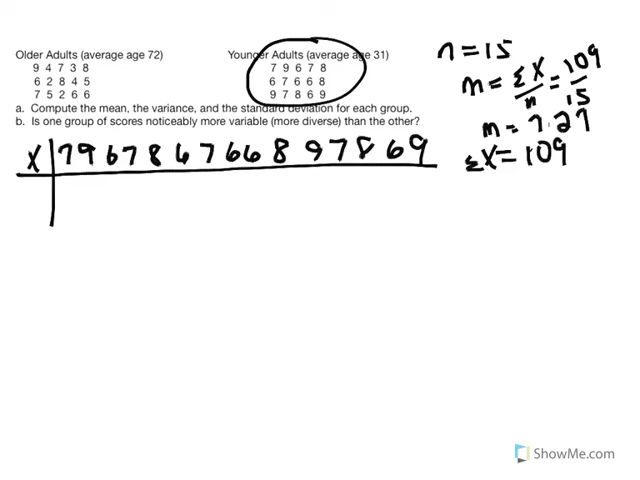 Older Adults (average age 72)
9 4 7 3 8
6 2 8 4 5
7 5 2 6 6
Younger Adults (average age 31)
7 9 6 7 8
6 7 6 6 8
9 7 8 6 9
a. Compute the mean, the variance, and the standard deviation for each group.
b. Is one group of scores noticeably more variable (more diverse) than the other?
X | 7 9 6 7 8 6 7 6 6 8 9 7 8 6 9
n = 15
m = ΣX/n = 109/15
m = 7.27
ΣX = 109
ShowMe.com